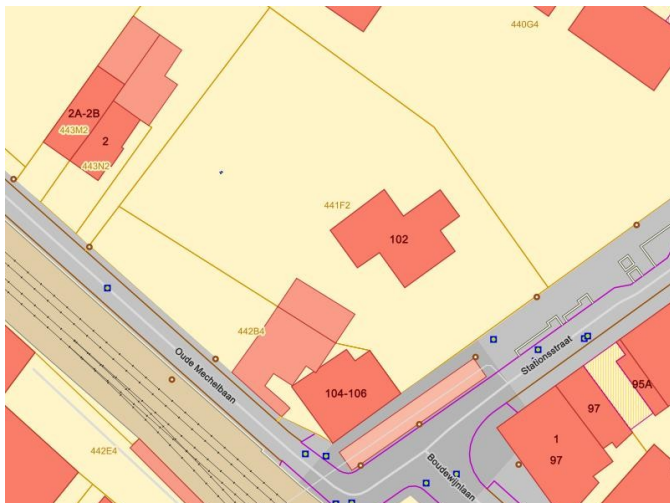 440G4
2A-2B
443M2
2
443N2
441F2
102
442B4
Oude Mechelbaan
Stationsstraat
104-106
95A
97
1
97
442E4
Boudewijnlaan